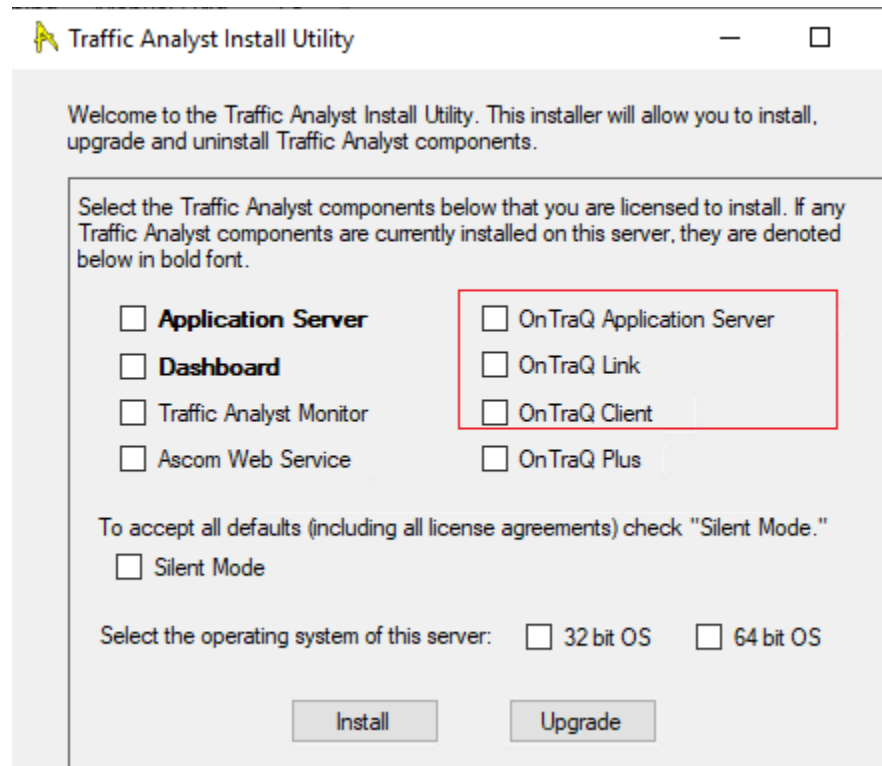 Traffic Analyst Install Utility
Welcome to the Traffic Analyst Install Utility. This installer will allow you to install,
upgrade and uninstall Traffic Analyst components.
Select the Traffic Analyst components below that you are licensed to install. If any
Traffic Analyst components are currently installed on this server, they are denoted
below in bold font.
Application Server
OnTraQ Application Server
Dashboard
OnTraQ Link
Traffic Analyst Monitor
OnTraQ Client
Ascom Web Service
OnTraQ Plus
To accept all defaults (including all license agreements) check "Silent Mode."
Silent Mode
Select the operating system of this server:
32 bit OS
64 bit OS
Install
Upgrade